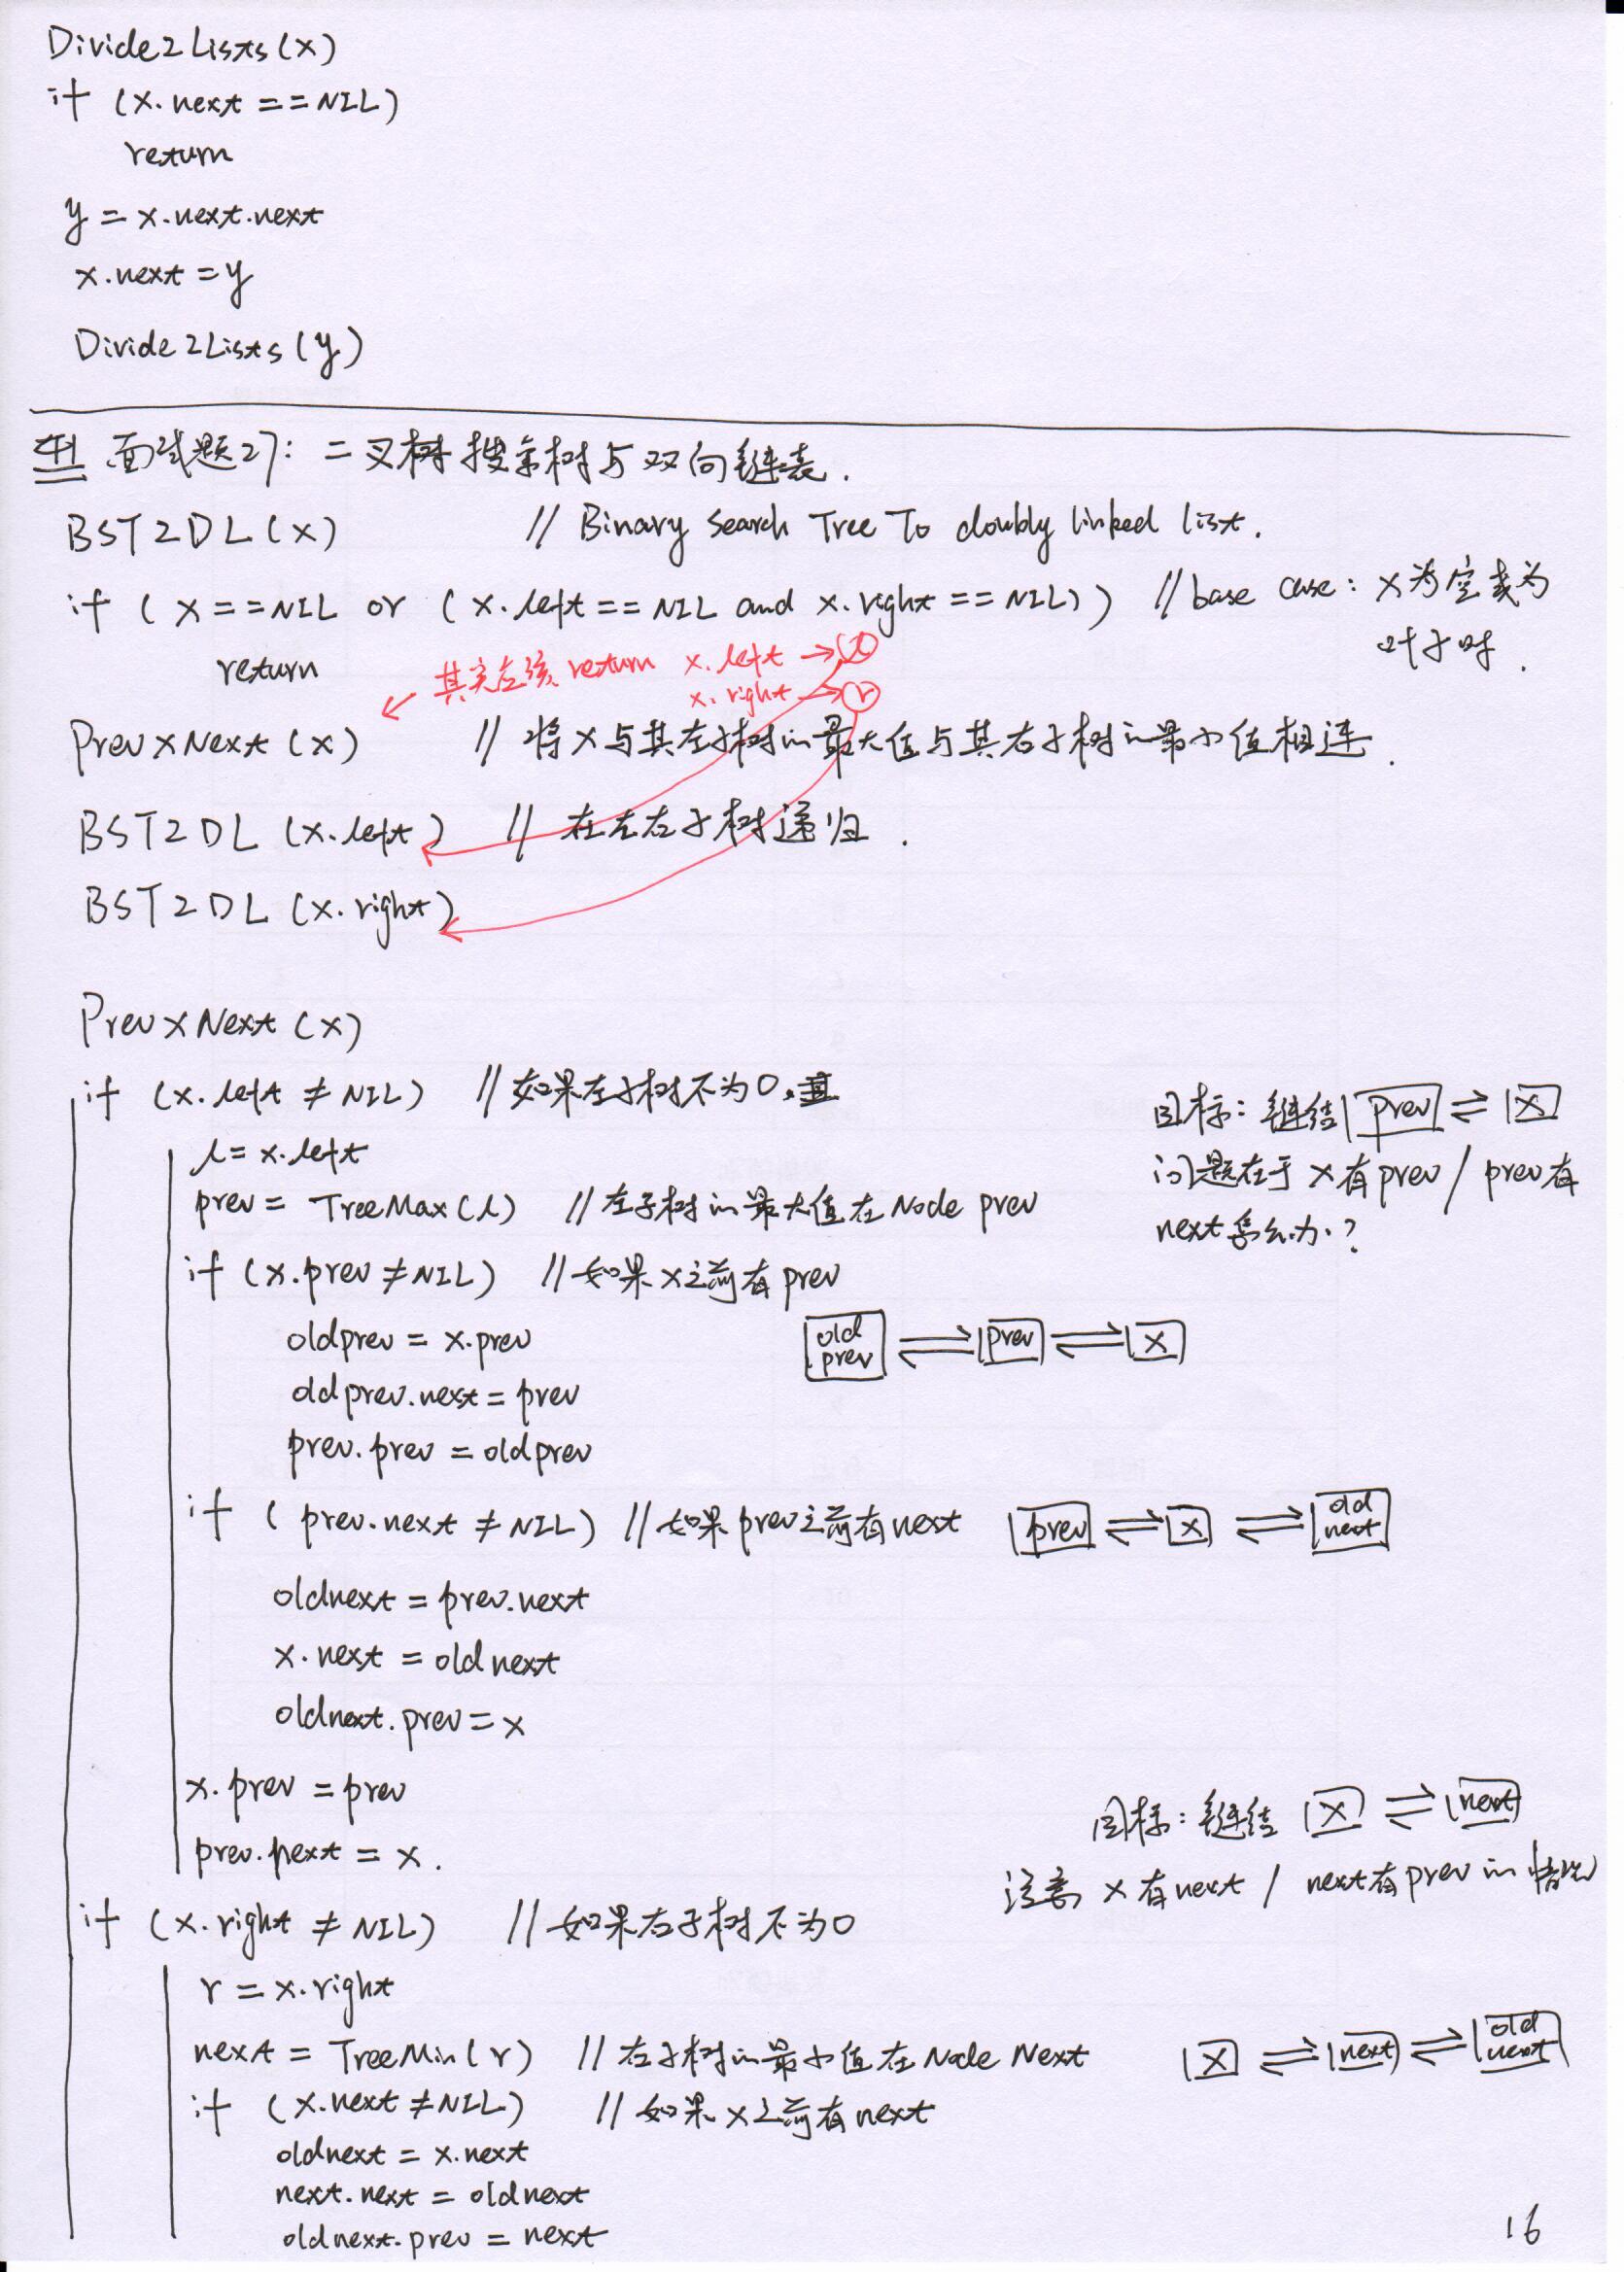 Divide2Lists(x)
if (x.next == NIL)
return
y = x.next.next
x.next = y
Divide2Lists(y)
面试题27: 二叉树搜索树与双向链表.
BST2DL(x) // Binary Search Tree To doubly linked list.
if (x == NIL or (x.left == NIL and x.right == NIL)) // base case: x为空或为
叶子时.
return
← 其实应该 return x.left → l
x.right → r
PrevxNext(x) // 将x与其左子树的最大值与其右子树的最小值相连.
BST2DL(x.left) // 在左右子树递归.
BST2DL(x.right)
PrevxNext(x)
if (x.left ≠ NIL) // 如果左子树不为0,
目标: 链结 prev ⇌ x
l = x.left
问题在于 x有prev / prev有
prev = TreeMax(l) // 左子树的最大值在Node prev
next怎么办?
if (x.prev ≠ NIL) // 如果x之前有prev
oldprev = x.prev
old prev ⇌ prev ⇌ x
oldprev.next = prev
prev.prev = oldprev
if (prev.next ≠ NIL) // 如果prev之前有next prev ⇌ x ⇌ old next
oldnext = prev.next
x.next = oldnext
oldnext.prev = x
x.prev = prev
目标: 链结 x ⇌ next
prev.next = x.
注意 x有next / next有prev的情况
if (x.right ≠ NIL) // 如果右子树不为0
r = x.right
next = TreeMin(r) // 右子树的最小值在Node Next x ⇌ next ⇌ old next
if (x.next ≠ NIL) // 如果x之前有next
oldnext = x.next
next.next = oldnext
oldnext.prev = next
16